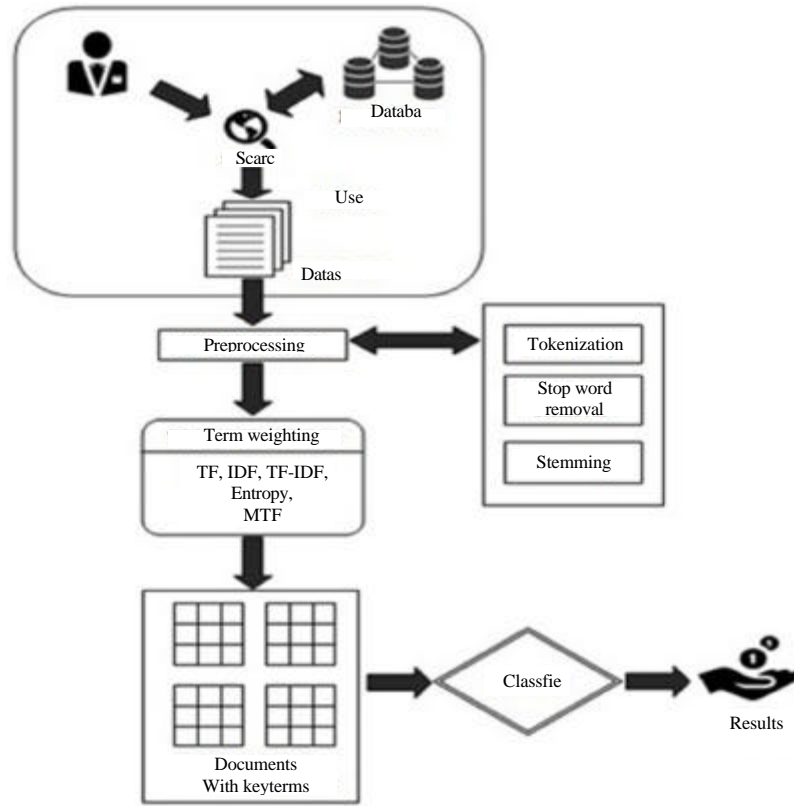 Databa
Scarc
Use
Datas
Preprocessing
Tokenization
Stop word
removal
Stemming
Term weighting
TF, IDF, TF-IDF,
Entropy,
MTF
Documents
With keyterms
Classfie
Results